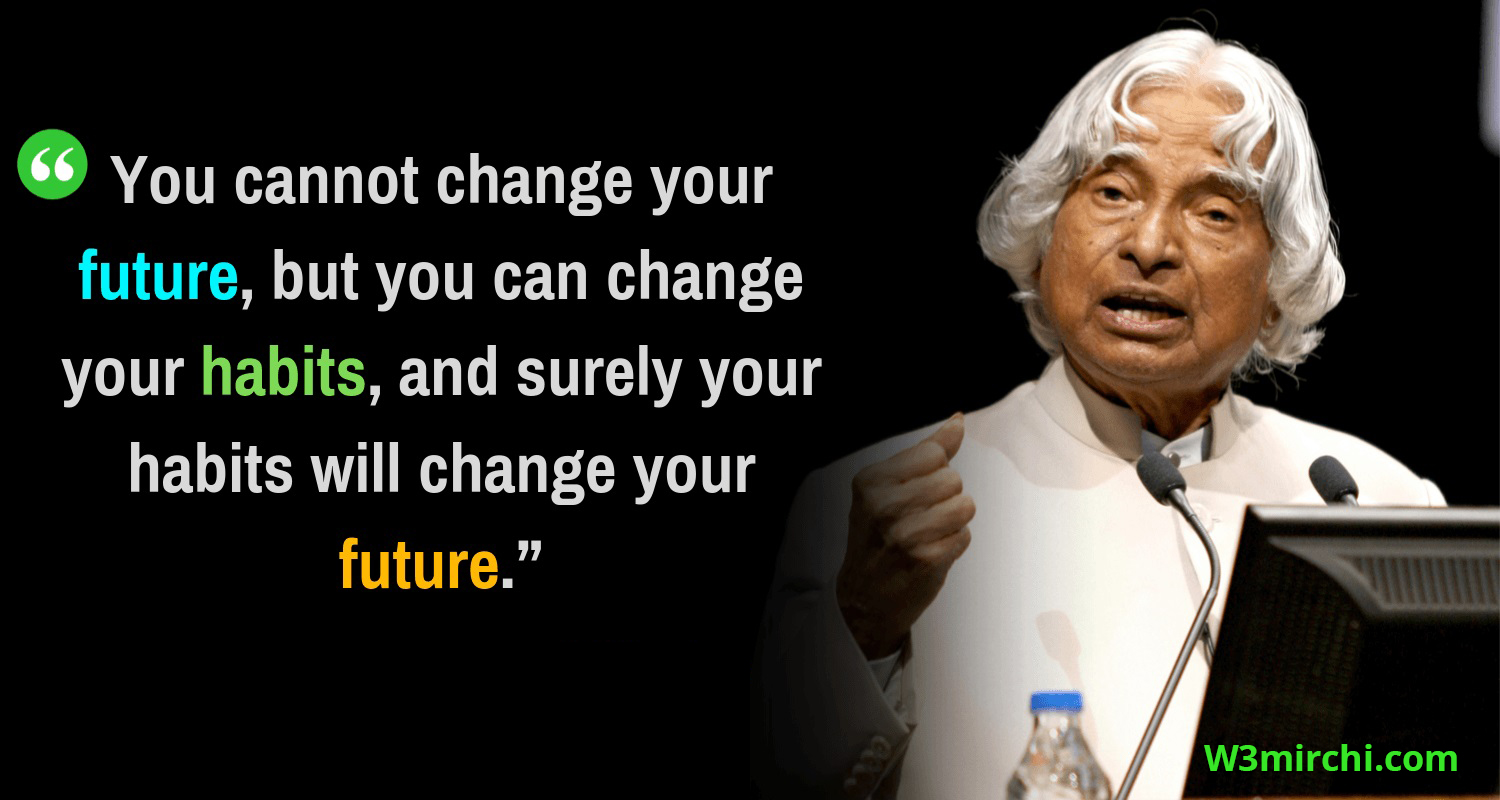 “ You cannot change your
future, but you can change
your habits, and surely your
habits will change your
future.”
W3mirchi.com